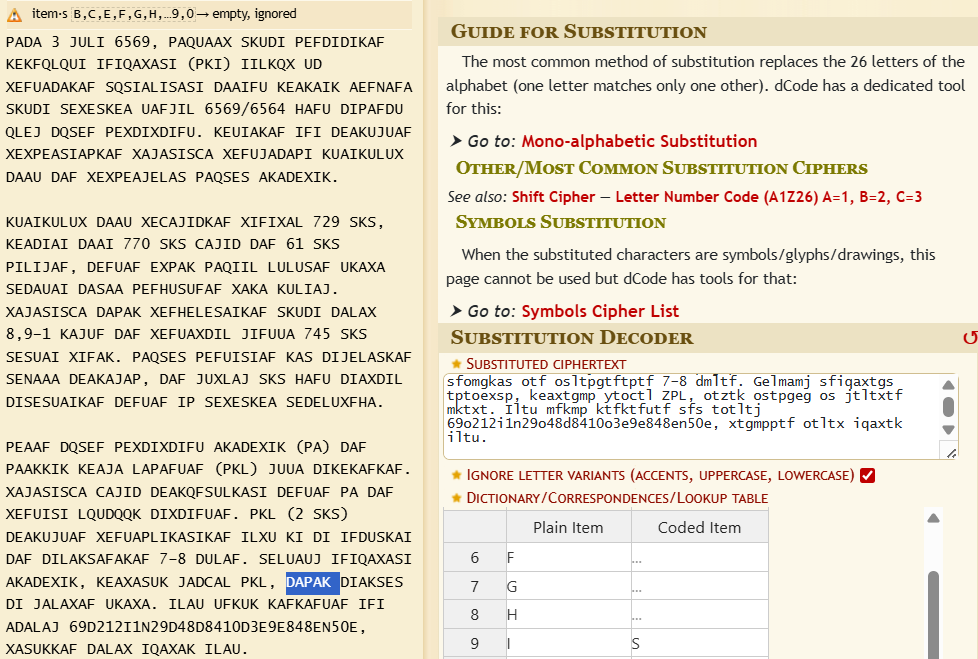 item·s B,C,E,F,G,H,…9,0 → empty, ignored
PADA 3 JULI 6569, PAQUAAX SKUDI PEFDIDIKAF
KEKFQLQUI IFIQAXASI (PKI) IILKQX UD
XEFUADAKAF SQSIALISASI DAAIFU KEAKAIK AEFNAFA
SKUDI SEXESKEA UAFJIL 6569/6564 HAFU DIPAFDU
QLEJ DQSEF PEXDIXDIFU. KEUIAKAF IFI DEAKUJUAF
XEXPEASIAPKAF XAJASISCA XEFUJADAPI KUAIKULUX
DAAU DAF XEXPEAJELAS PAQSES AKADEXIK.
KUAIKULUX DAAU XECAJIDKAF XIFIXAL 729 SKS,
KEADIAI DAAI 770 SKS CAJID DAF 61 SKS
PILIJAF, DEFUAF EXPAK PAQIIL LULUSAF UKAXA
SEDAUAI DASAA PEFHUSUFAF XAKA KULIAJ.
XAJASISCA DAPAK XEFHELESAIKAF SKUDI DALAX
8,9–1 KAJUF DAF XEFUAXDIL JIFUUA 745 SKS
SESUAI XIFAK. PAQSES PEFUISIAF KAS DIJELASKAF
SENAAA DEAKAJAP, DAF JUXLAJ SKS HAFU DIAXDIL
DISESUAIKAF DEFUAF IP SEXESKEA SEDELUXFHA.
PEAAF DQSEF PEXDIXDIFU AKADEXIK (PA) DAF
PAAKKIK KEAJA LAPAFUAF (PKL) JUUA DIKEKAFKAF.
XAJASISCA CAJID DEAKQFSULKASI DEFUAF PA DAF
XEFUISI LQUDQQK DIXDIFUAF. PKL (2 SKS)
DEAKUJUAF XEFUAPLIKASIKAF ILXU KI DI IFDUSKAI
DAF DILAKSAFAKAF 7–8 DULAF. SELUAUJ IFIQAXASI
AKADEXIK, KEAXASUK JADCAL PKL, DAPAK DIAKSES
DI JALAXAF UKAXA. ILAU UFKUK KAFKAFUAF IFI
ADALAJ 69D212I1N29D48D8410D3E9E848EN50E,
XASUKKAF DALAX IQAXAK ILAU.
GUIDE FOR SUBSTITUTION
The most common method of substitution replaces the 26 letters of the
alphabet (one letter matches only one other). dCode has a dedicated tool
for this:
➤ Go to: Mono-alphabetic Substitution
OTHER/MOST COMMON SUBSTITUTION CIPHERS
See also: Shift Cipher — Letter Number Code (A1Z26) A=1, B=2, C=3
SYMBOLS SUBSTITUTION
When the substituted characters are symbols/glyphs/drawings, this
page cannot be used but dCode has tools for that:
➤ Go to: Symbols Cipher List
SUBSTITUTION DECODER
SUBSTITUTED CIPHERTEXT
sfomgkas otf osltpgtftptf 7–8 dmltf. Gelmamj sfiqaxtgs
tptoexsp, keaxtgmp ytoctl ZPL, otztk ostpgeg os jtltxtf
mktxt. Iltu mfkmp ktfktfutf sfs totltj
69o212i1n29o48d8410o3e9e848en50e, xtgmpptf otltx iqaxtk
iltu.
IGNORE LETTER VARIANTS (ACCENTS, UPPERCASE, LOWERCASE)
DICTIONARY/CORRESPONDENCES/LOOKUP TABLE
Plain Item Coded Item
6 F ...
7 G ...
8 H ...
9 I S